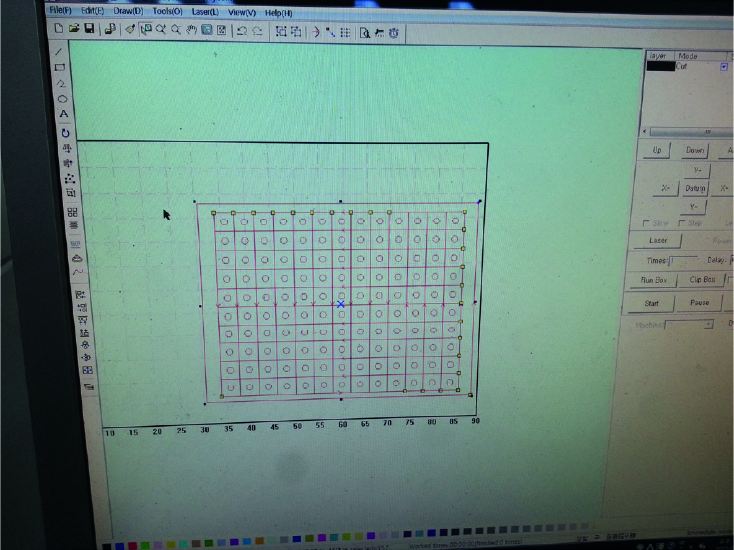 File(F) Edit(E) Draw(D) Tools(O) Laser(L) View(V) Help(H)
layer Mode
Cut
Up Down
Y+
X- Datum X+
Y-
Laser
Times: Delay:
Run Box Cup Box
Start Pause
10 15 20 25 30 35 40 45 50 55 60 65 70 75 80 85 90